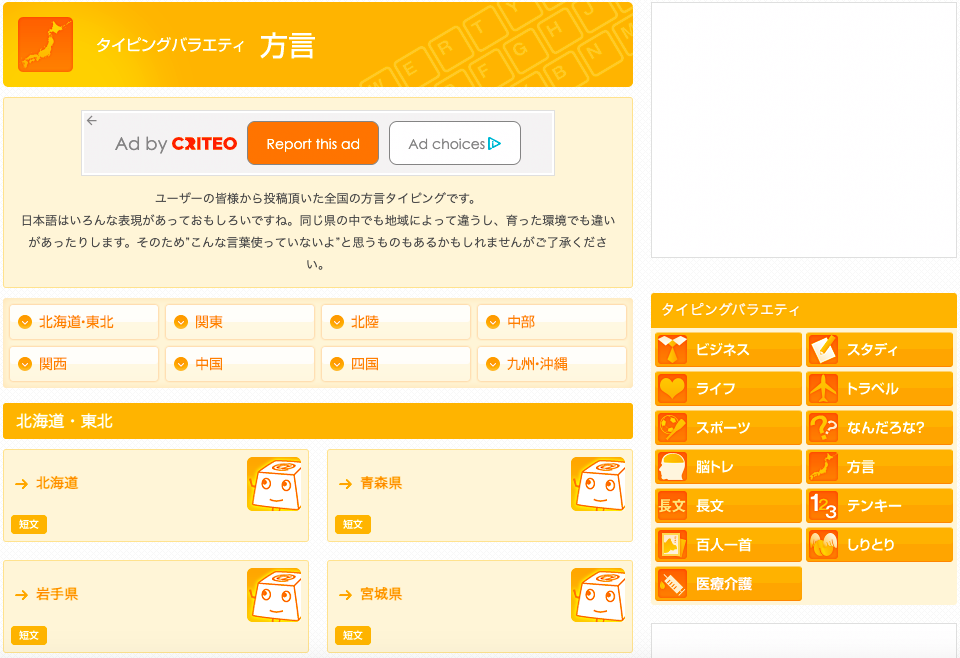 タイピングバラエティ 方言
W E R T Y
F G H J
B N
Ad by CRITEO Report this ad Ad choices
ユーザーの皆様から投稿頂いた全国の方言タイピングです。
日本語はいろんな表現があっておもしろいですね。同じ県の中でも地域によって違うし、育った環境でも違い
があったりします。そのため"こんな言葉使っていないよ"と思うものもあるかもしれませんがご了承くださ
い。
北海道・東北 関東 北陸 中部
関西 中国 四国 九州・沖縄
北海道・東北
北海道
短文
青森県
短文
岩手県
短文
宮城県
短文
タイピングバラエティ
ビジネス スタディ
ライフ トラベル
スポーツ なんだろな?
脳トレ 方言
長文 長文 123 テンキー
百人一首 しりとり
医療介護